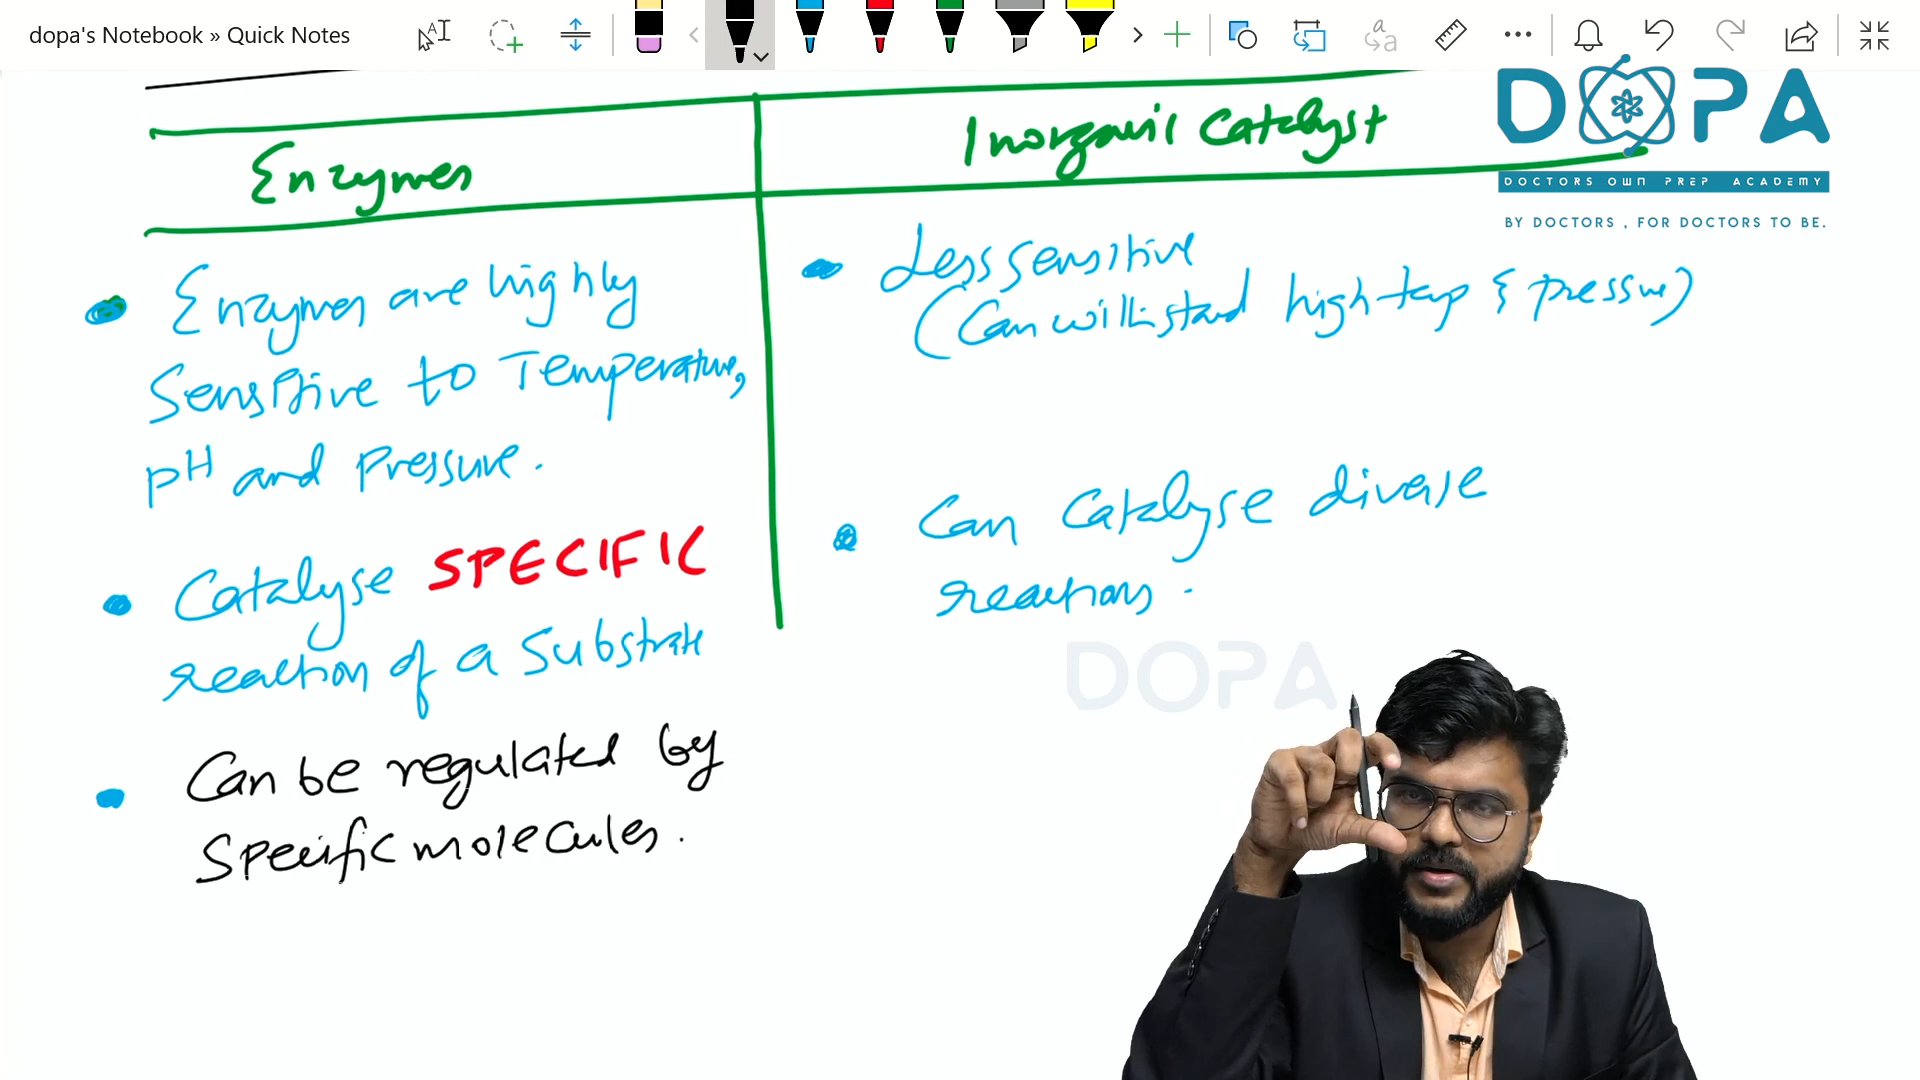 dopa's Notebook » Quick Notes
DOPA
DOCTORS OWN PREP ACADEMY
BY DOCTORS , FOR DOCTORS TO BE.
Enzymes
Inorganic Catalyst
Enzymes are highly
Sensitive to Temperature,
pH and Pressure.
Catalyse SPECIFIC
reaction of a Substrate
Can be regulated by
Specific molecules.
Less sensitive
(Can withstand high temp & pressure)
Can Catalyse diverse
reactions.
DOPA